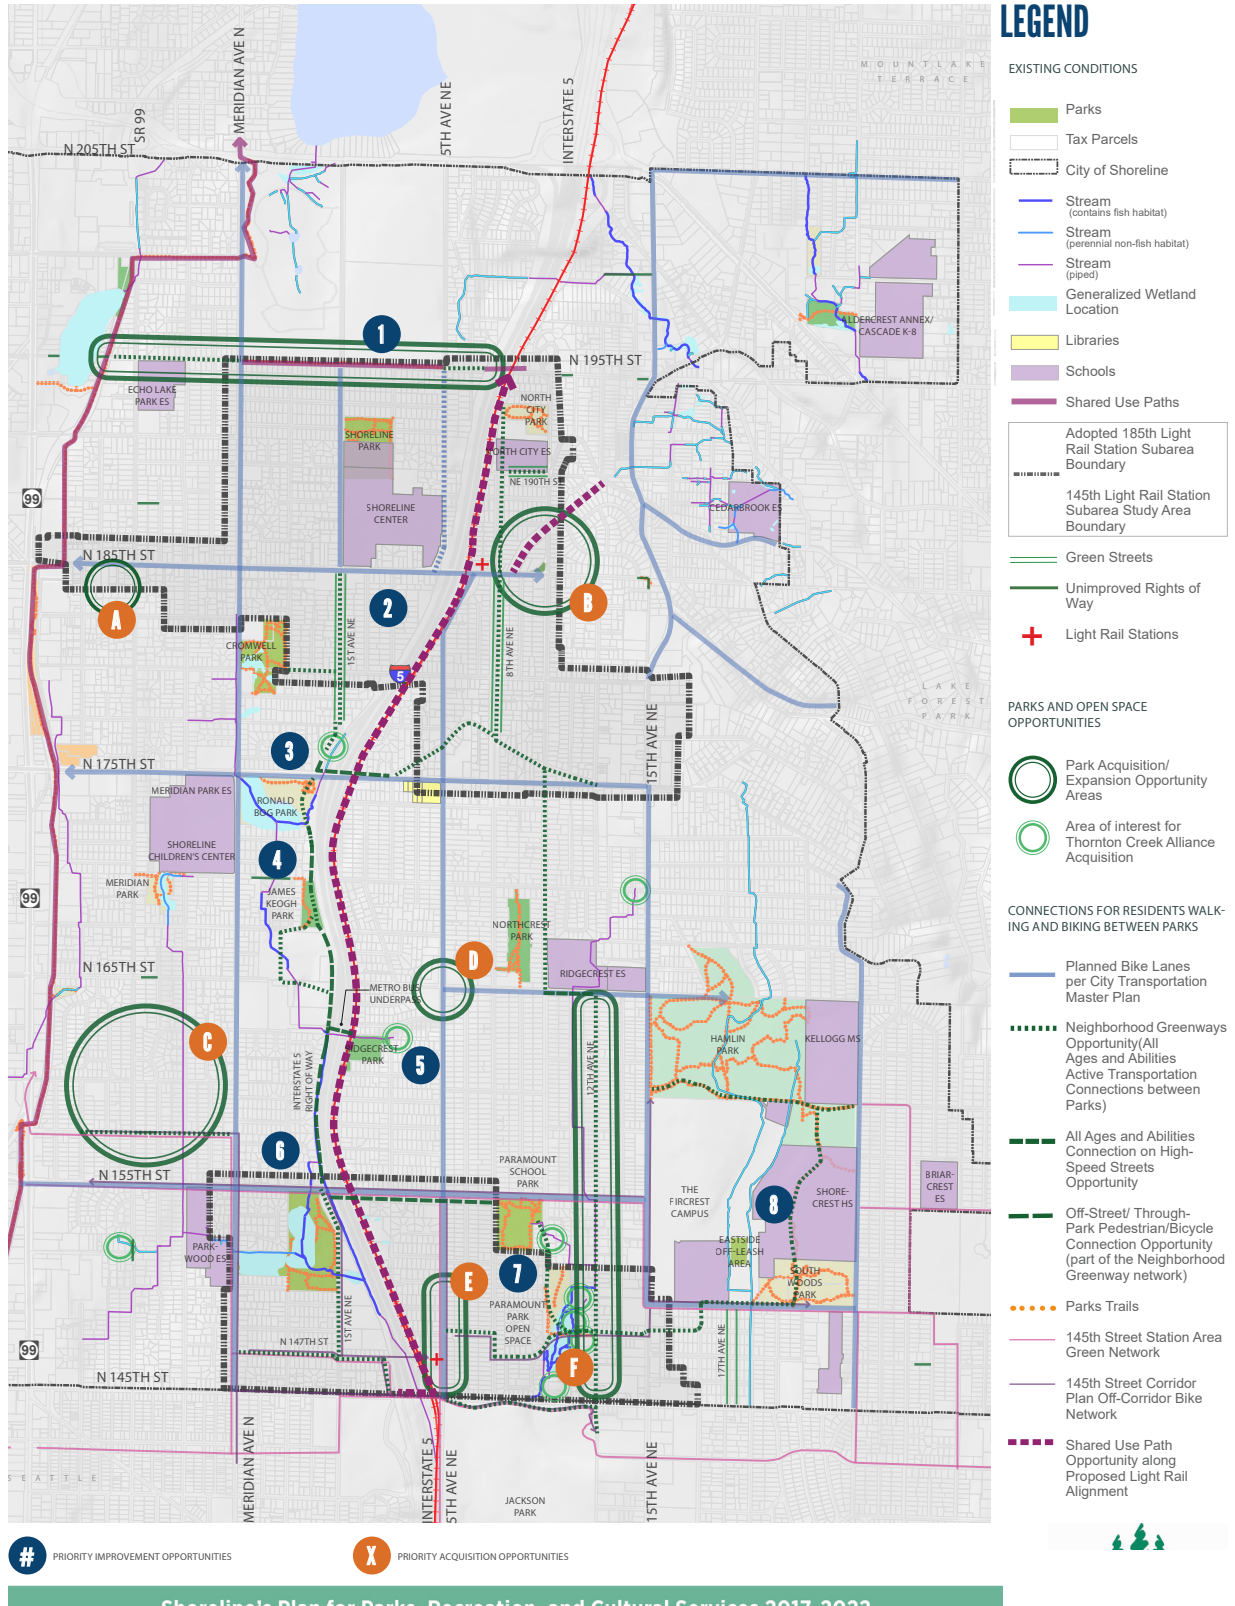 LEGEND
EXISTING CONDITIONS
Parks
Tax Parcels
City of Shoreline
Stream
(contains fish habitat)
Stream
(perennial non-fish habitat)
Stream
(piped)
Generalized Wetland
Location
Libraries
Schools
Shared Use Paths
Adopted 185th Light
Rail Station Subarea
Boundary
145th Light Rail Station
Subarea Study Area
Boundary
Green Streets
Unimproved Rights of
Way
Light Rail Stations
PARKS AND OPEN SPACE
OPPORTUNITIES
Park Acquisition/
Expansion Opportunity
Areas
Area of interest for
Thornton Creek Alliance
Acquisition
CONNECTIONS FOR RESIDENTS WALK-
ING AND BIKING BETWEEN PARKS
Planned Bike Lanes
per City Transportation
Master Plan
Neighborhood Greenways
Opportunity(All
Ages and Abilities
Active Transportation
Connections between
Parks)
All Ages and Abilities
Connection on High-
Speed Streets
Opportunity
Off-Street/ Through-
Park Pedestrian/Bicycle
Connection Opportunity
(part of the Neighborhood
Greenway network)
Parks Trails
145th Street Station Area
Green Network
145th Street Corridor
Plan Off-Corridor Bike
Network
Shared Use Path
Opportunity along
Proposed Light Rail
Alignment
SR 99
MERIDIAN AVE N
5TH AVE NE
INTERSTATE 5
MOUNTLAKE
TERRACE
N 205TH ST
ALDERCREST ANNEX/
CASCADE K-8
1
N 195TH ST
ECHO LAKE
PARK ES
NORTH
CITY
PARK
SHORELINE
PARK
NORTH CITY ES
NE 190TH ST
99
SHORELINE
CENTER
CEDARBROOK ES
N 185TH ST
A
2
B
CROMWELL
PARK
1ST AVE NE
8TH AVE NE
5
LAKE
FOREST
PARK
15TH AVE NE
3
N 175TH ST
MERIDIAN PARK ES
RONALD
BOG PARK
SHORELINE
CHILDREN'S CENTER
4
MERIDIAN
PARK
JAMES
KEOGH
PARK
99
NORTHCREST
PARK
D
RIDGECREST ES
N 165TH ST
METRO BUS
UNDERPASS
C
HAMLIN
PARK
KELLOGG MS
RIDGECREST
PARK
5
INTERSTATE 5
RIGHT OF WAY
12TH AVE NE
6
N 155TH ST
PARAMOUNT
SCHOOL
PARK
THE
FIRCREST
CAMPUS
8
SHORE-
CREST HS
BRIAR-
CREST
ES
PARK-
WOOD ES
EASTSIDE
OFF-LEASH
AREA
SOUTH
WOODS
PARK
7
E
PARAMOUNT
PARK
OPEN
SPACE
1ST AVE NE
N 147TH ST
99
17TH AVE NE
F
N 145TH ST
MERIDIAN AVE N
INTERSTATE 5
5TH AVE NE
15TH AVE NE
SEATTLE
JACKSON
PARK
# PRIORITY IMPROVEMENT OPPORTUNITIES
X PRIORITY ACQUISITION OPPORTUNITIES
Shoreline's Plan for Parks, Recreation, and Cultural Services 2017-2022